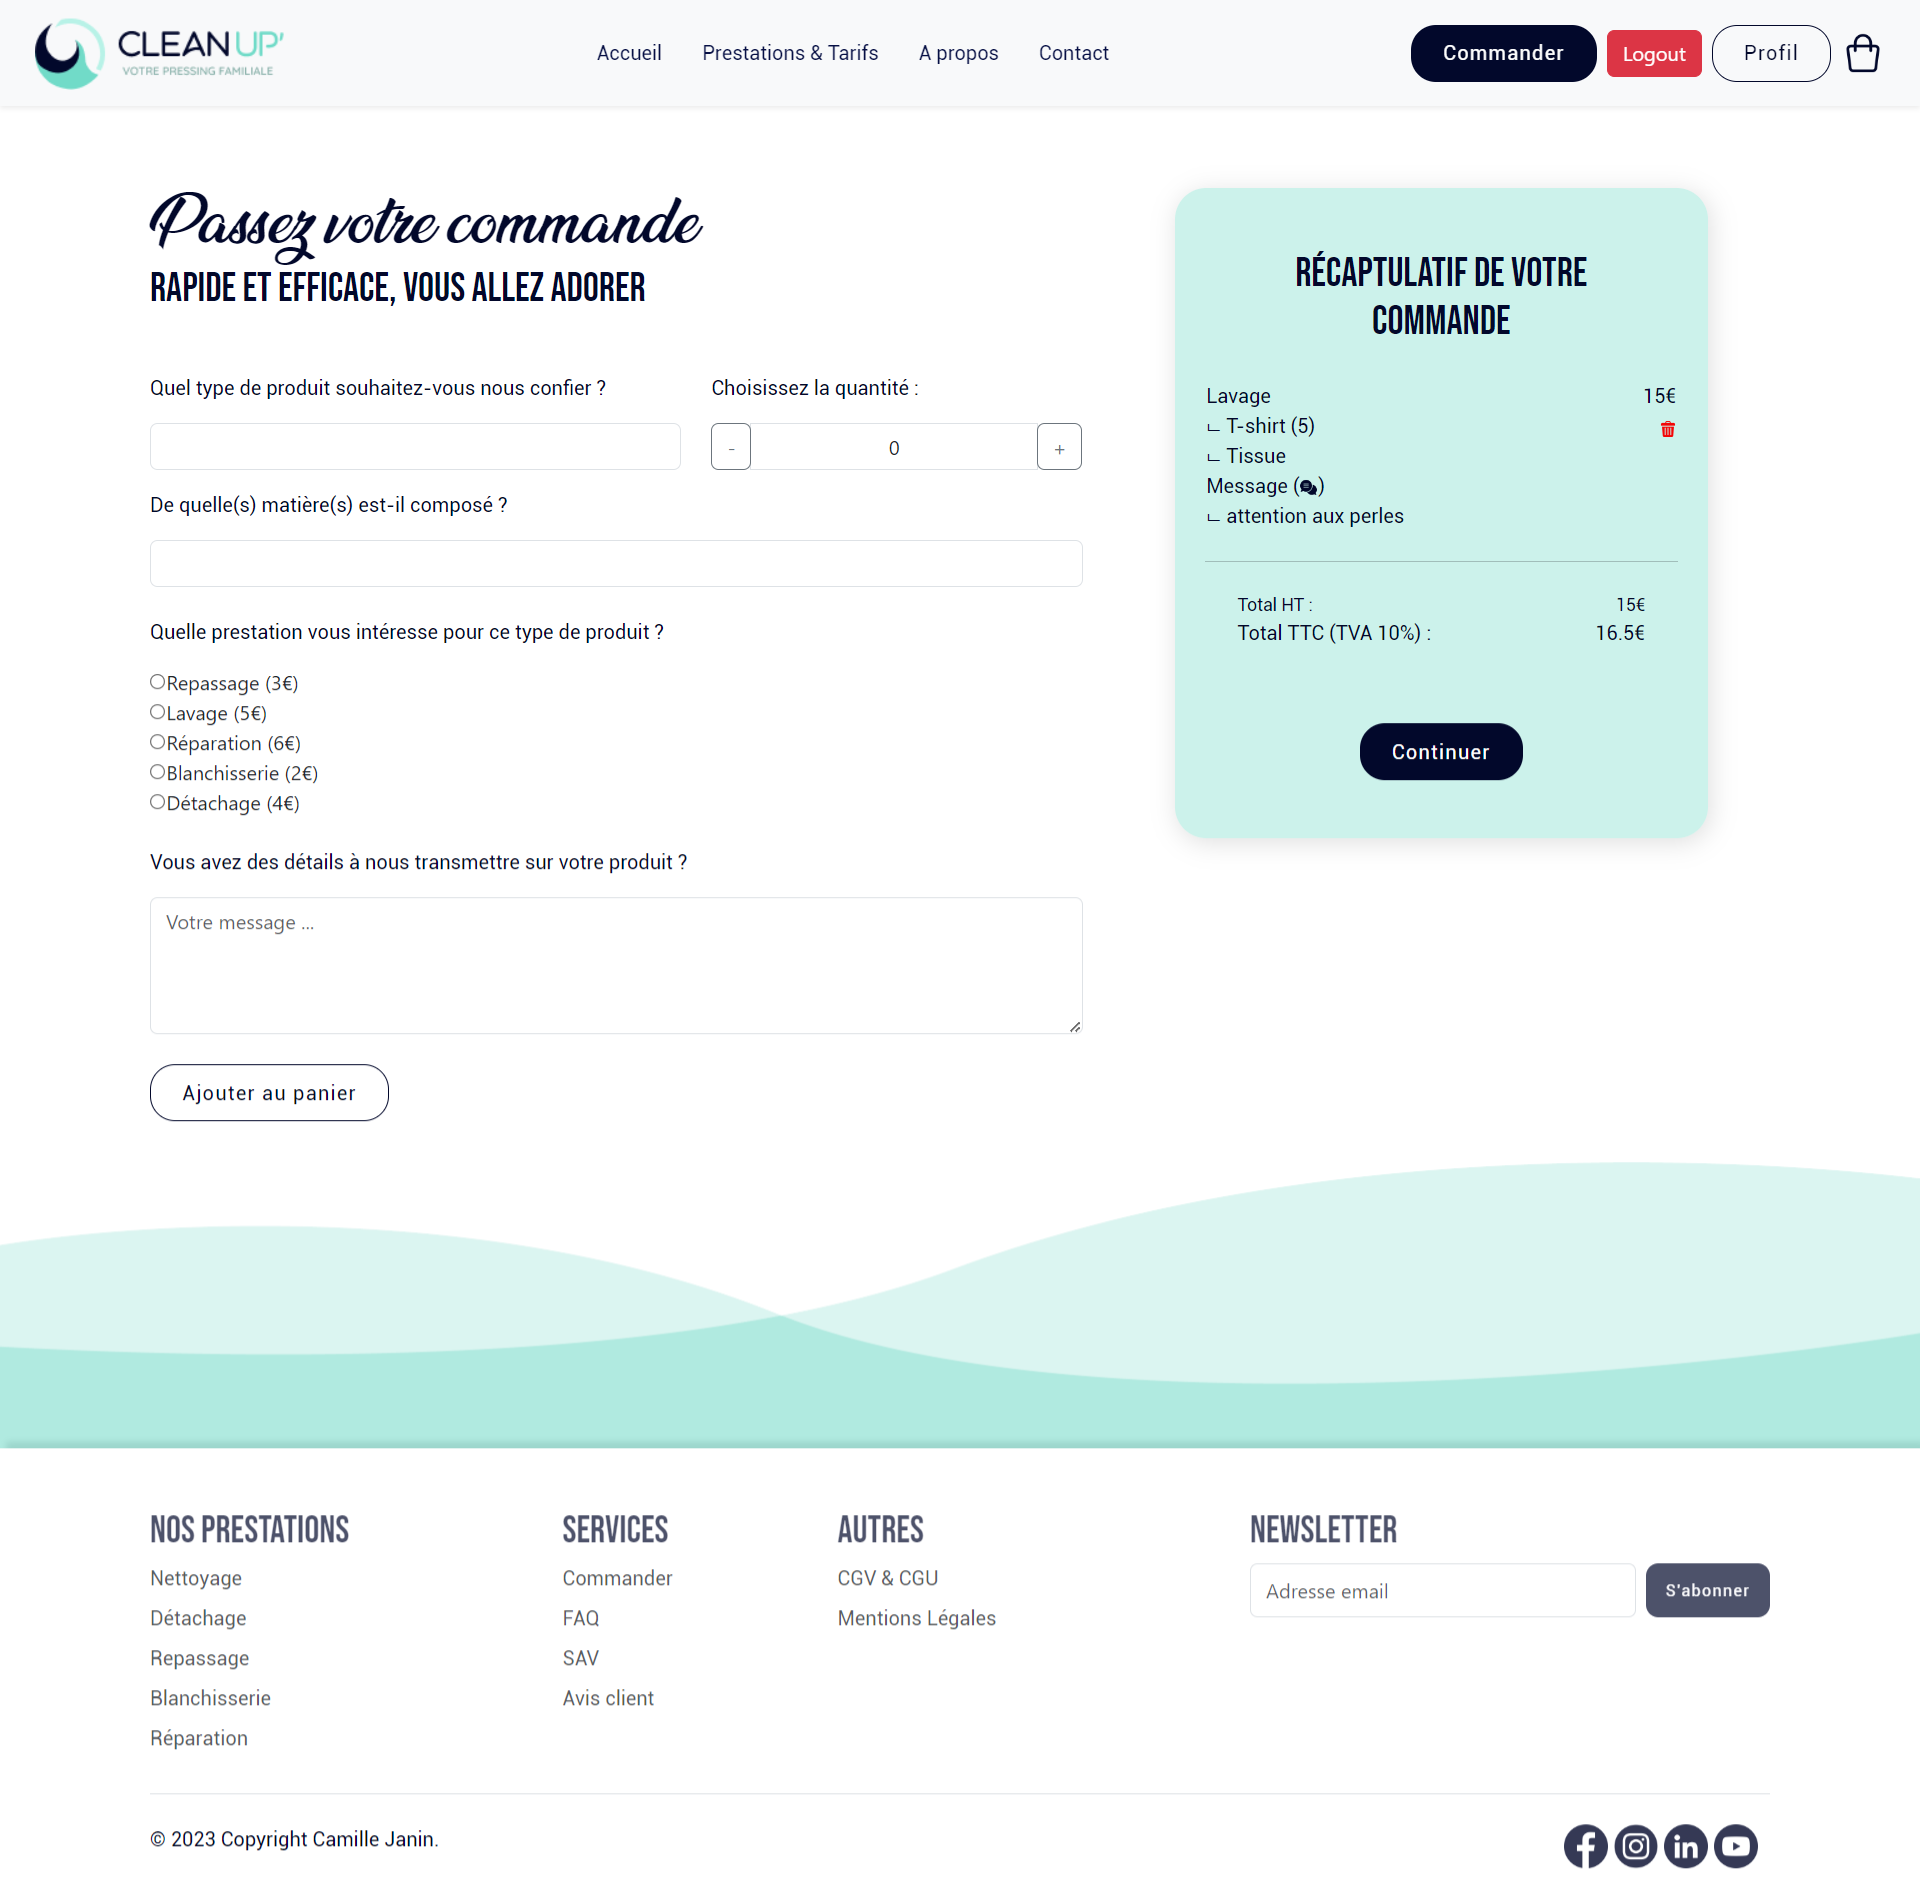 CLEAN UP'
VOTRE PRESSING FAMILIALE
Accueil
Prestations & Tarifs
A propos
Contact
Commander
Logout
Profil
Passez votre commande
RAPIDE ET EFFICACE, VOUS ALLEZ ADORER
Quel type de produit souhaitez-vous nous confier ?
Choisissez la quantité :
- 0 +
De quelle(s) matière(s) est-il composé ?
Quelle prestation vous intéresse pour ce type de produit ?
Repassage (3€)
Lavage (5€)
Réparation (6€)
Blanchisserie (2€)
Détachage (4€)
Vous avez des détails à nous transmettre sur votre produit ?
Votre message ...
Ajouter au panier
RÉCAPTULATIF DE VOTRE
COMMANDE
Lavage 15€
T-shirt (5)
Tissue
Message ()
attention aux perles
Total HT : 15€
Total TTC (TVA 10%) : 16.5€
Continuer
NOS PRESTATIONS
Nettoyage
Détachage
Repassage
Blanchisserie
Réparation
SERVICES
Commander
FAQ
SAV
Avis client
AUTRES
CGV & CGU
Mentions Légales
NEWSLETTER
Adresse email
S'abonner
© 2023 Copyright Camille Janin.